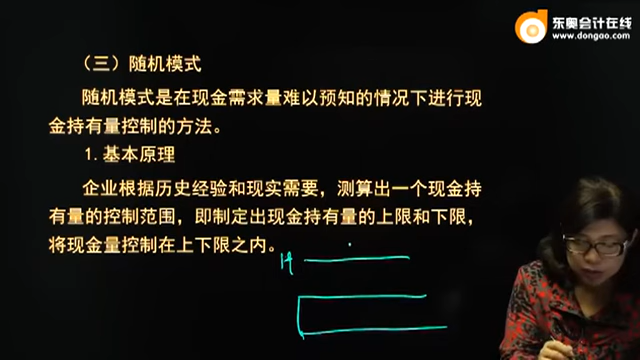 东奥会计在线
www.dongao.com
（三）随机模式
随机模式是在现金需求量难以预知的情况下进行现
金持有量控制的方法。
1.基本原理
企业根据历史经验和现实需要，测算出一个现金持
有量的控制范围，即制定出现金持有量的上限和下限，
将现金量控制在上下限之内。
H